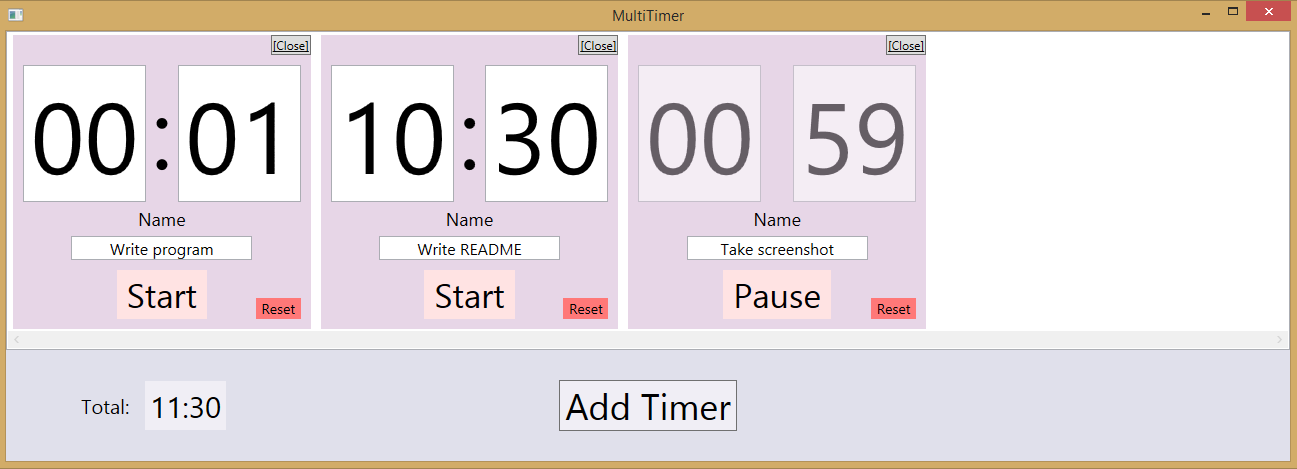 MultiTimer
[Close]
00:01
Name
Write program
Start
Reset
[Close]
10:30
Name
Write README
Start
Reset
[Close]
00 59
Name
Take screenshot
Pause
Reset
Total: 11:30
Add Timer